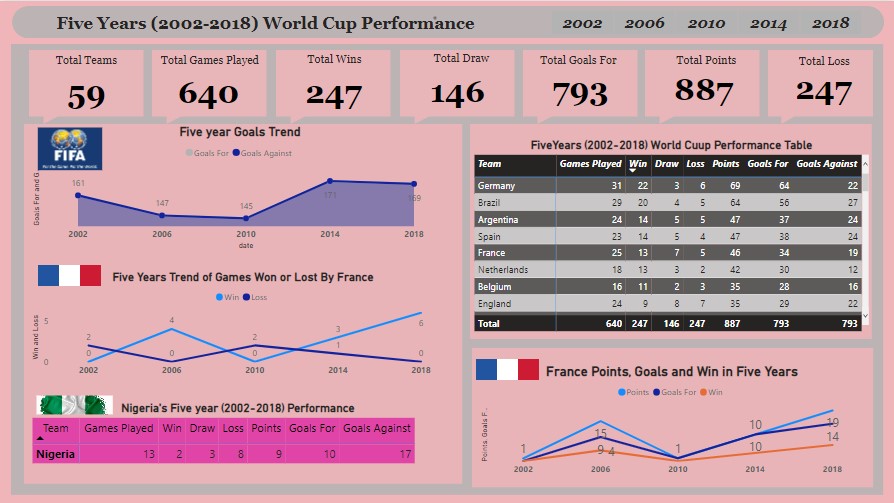 Five Years (2002-2018) World Cup Performance
2002 2006 2010 2014 2018
Total Teams
59
Total Games Played
640
Total Wins
247
Total Draw
146
Total Goals For
793
Total Points
887
Total Loss
247
FIFA
For the Game. For the World.
Five year Goals Trend
Goals For Goals Against
Goals For and G
161
147
145
171
169
2002 2006 2010 2014 2018
date
Five Years Trend of Games Won or Lost By France
Win Loss
Win and Loss
5
0
2
0
4
0
2
0
3
1
6
0
2002 2006 2010 2014 2018
Nigeria's Five year (2002-2018) Performance
Team Games Played Win Draw Loss Points Goals For Goals Against
Nigeria 13 2 3 8 9 10 17
FiveYears (2002-2018) World Cuup Performance Table
Team Games Played Win Draw Loss Points Goals For Goals Against
Germany 31 22 3 6 69 64 22
Brazil 29 20 4 5 64 56 27
Argentina 24 14 5 5 47 37 24
Spain 23 14 5 4 47 38 24
France 25 13 7 5 46 34 19
Netherlands 18 13 3 2 42 30 12
Belgium 16 11 2 3 35 28 16
England 24 9 8 7 35 29 22
Total 640 247 146 247 887 793 793
France Points, Goals and Win in Five Years
Points Goals For Win
Points, Goals F...
1
15
9 4
1
10
10
19
14
2002 2006 2010 2014 2018